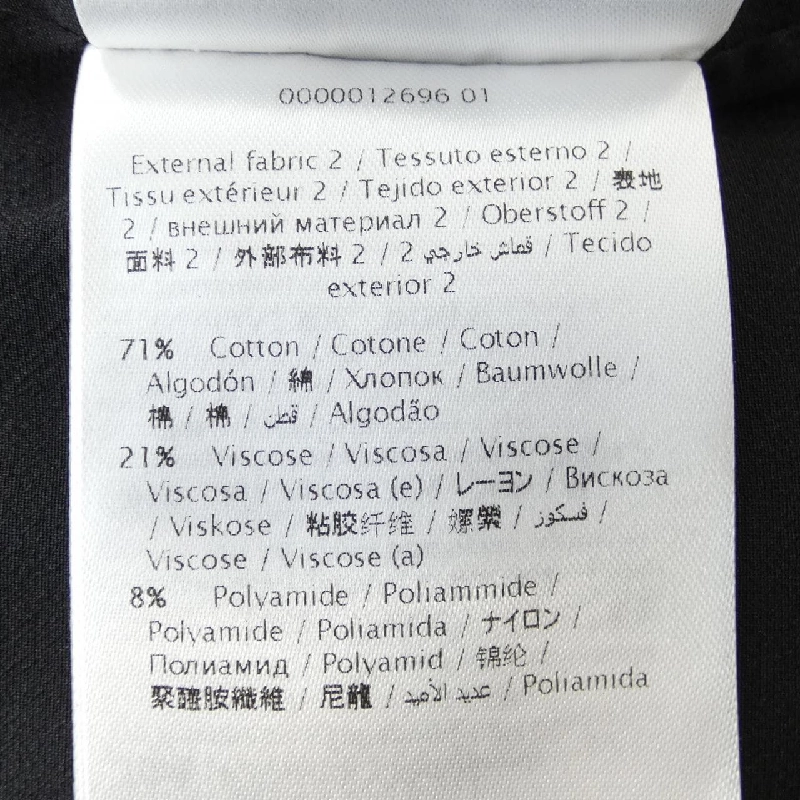 0000012696 01
External fabric 2 / Tessuto esterno 2 /
Tissu extérieur 2 / Tejido exterior 2 / 表地
2 / внешний материал 2 / Oberstoff 2 /
面料 2 / 外部布料 2 / قماش خارجي 2 / Tecido
exterior 2
71% Cotton / Cotone / Coton /
Algodón / 綿 / Хлопок / Baumwolle /
棉 / 棉 / قطن / Algodão
21% Viscose / Viscosa / Viscose /
Viscosa / Viscosa (e) / レーヨン / Вискоза
/ Viskose / 粘胶纤维 / 嫘縈 / فسكوز /
Viscose / Viscose (a)
8% Polyamide / Poliammide /
Polyamide / Poliamida / ナイロン /
Полиамид / Polyamid / 锦纶 /
聚醯胺纖維 / 尼龍 / عديد الأميد / Poliamida